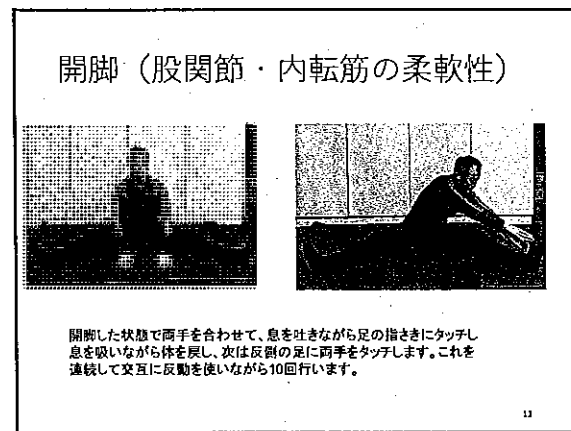 開脚（股関節・内転筋の柔軟性）
開脚した状態で両手を合わせて、息を吐きながら足の指さきにタッチし
息を吸いながら体を戻し、次は反側の足に両手をタッチします。これを
連続して交互に反動を使いながら10回行います。
13